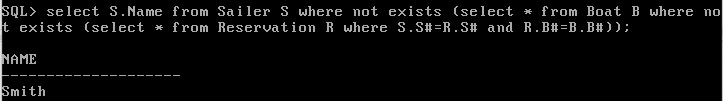 SQL> select S.Name from Sailer S where not exists (select * from Boat B where no
t exists (select * from Reservation R where S.S#=R.S# and R.B#=B.B#));
NAME
--------------------
Smith